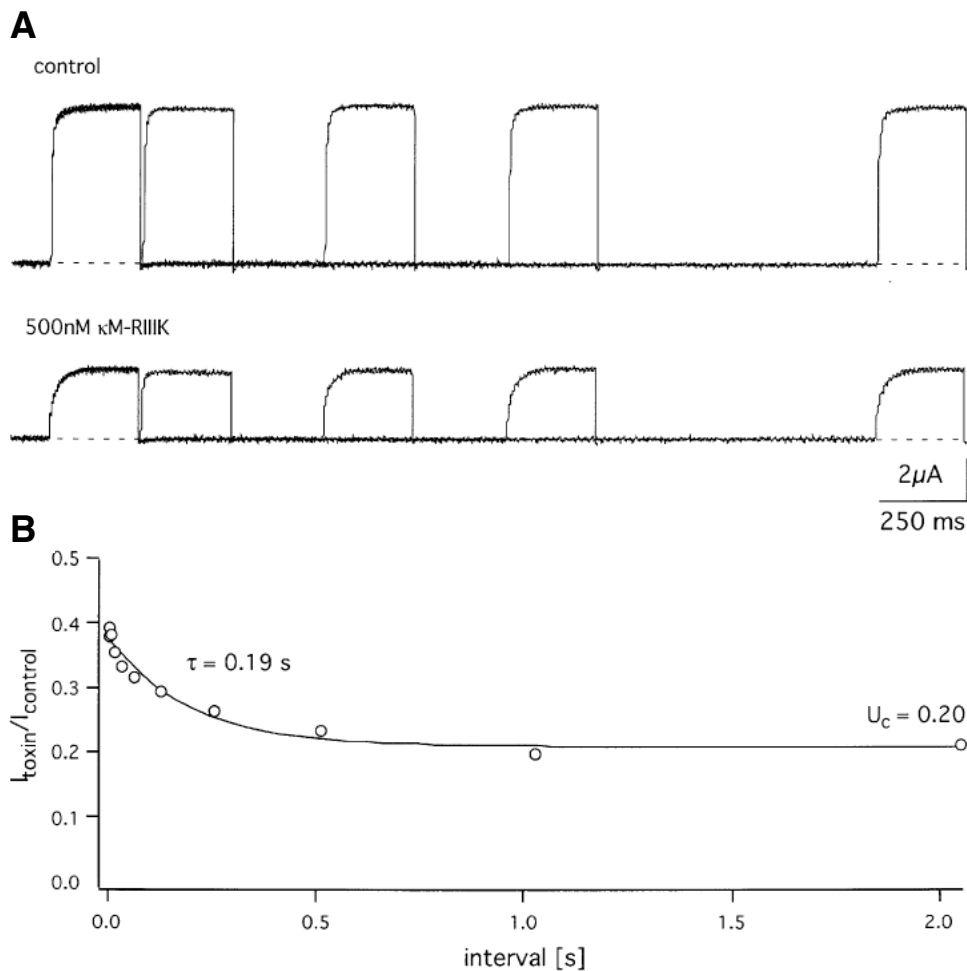 A
control
500nM κM-RIIIK
2µA
250 ms
B
0.5
0.4
0.3
0.2
0.1
0.0
Itoxin/Icontrol
τ = 0.19 s
Uc = 0.20
0.0 0.5 1.0 1.5 2.0
interval [s]